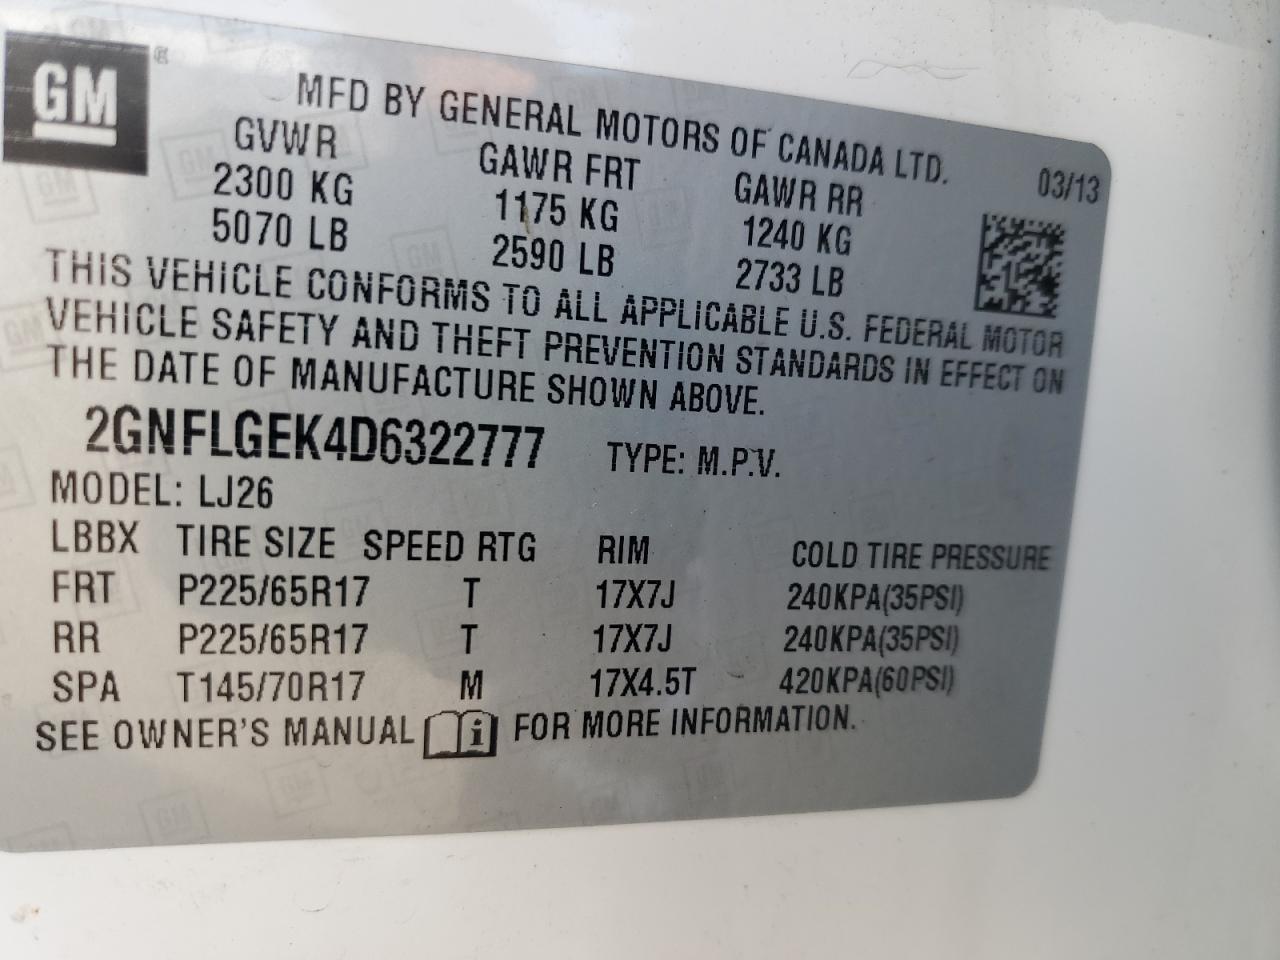 GM
MFD BY GENERAL MOTORS OF CANADA LTD.
03/13
GVWR GAWR FRT GAWR RR
2300 KG 1175 KG 1240 KG
5070 LB 2590 LB 2733 LB
THIS VEHICLE CONFORMS TO ALL APPLICABLE U.S. FEDERAL MOTOR
VEHICLE SAFETY AND THEFT PREVENTION STANDARDS IN EFFECT ON
THE DATE OF MANUFACTURE SHOWN ABOVE.
2GNFLGEK4D6322777 TYPE: M.P.V.
MODEL: LJ26
LBBX TIRE SIZE SPEED RTG RIM COLD TIRE PRESSURE
FRT P225/65R17 T 17X7J 240KPA(35PSI)
RR P225/65R17 T 17X7J 240KPA(35PSI)
SPA T145/70R17 M 17X4.5T 420KPA(60PSI)
SEE OWNER'S MANUAL i FOR MORE INFORMATION.